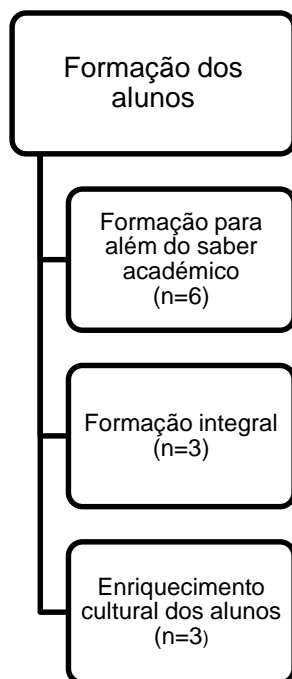 Formação dos
alunos
Formação para
além do saber
académico
(n=6)
Formação integral
(n=3)
Enriquecimento
cultural dos alunos
(n=3)